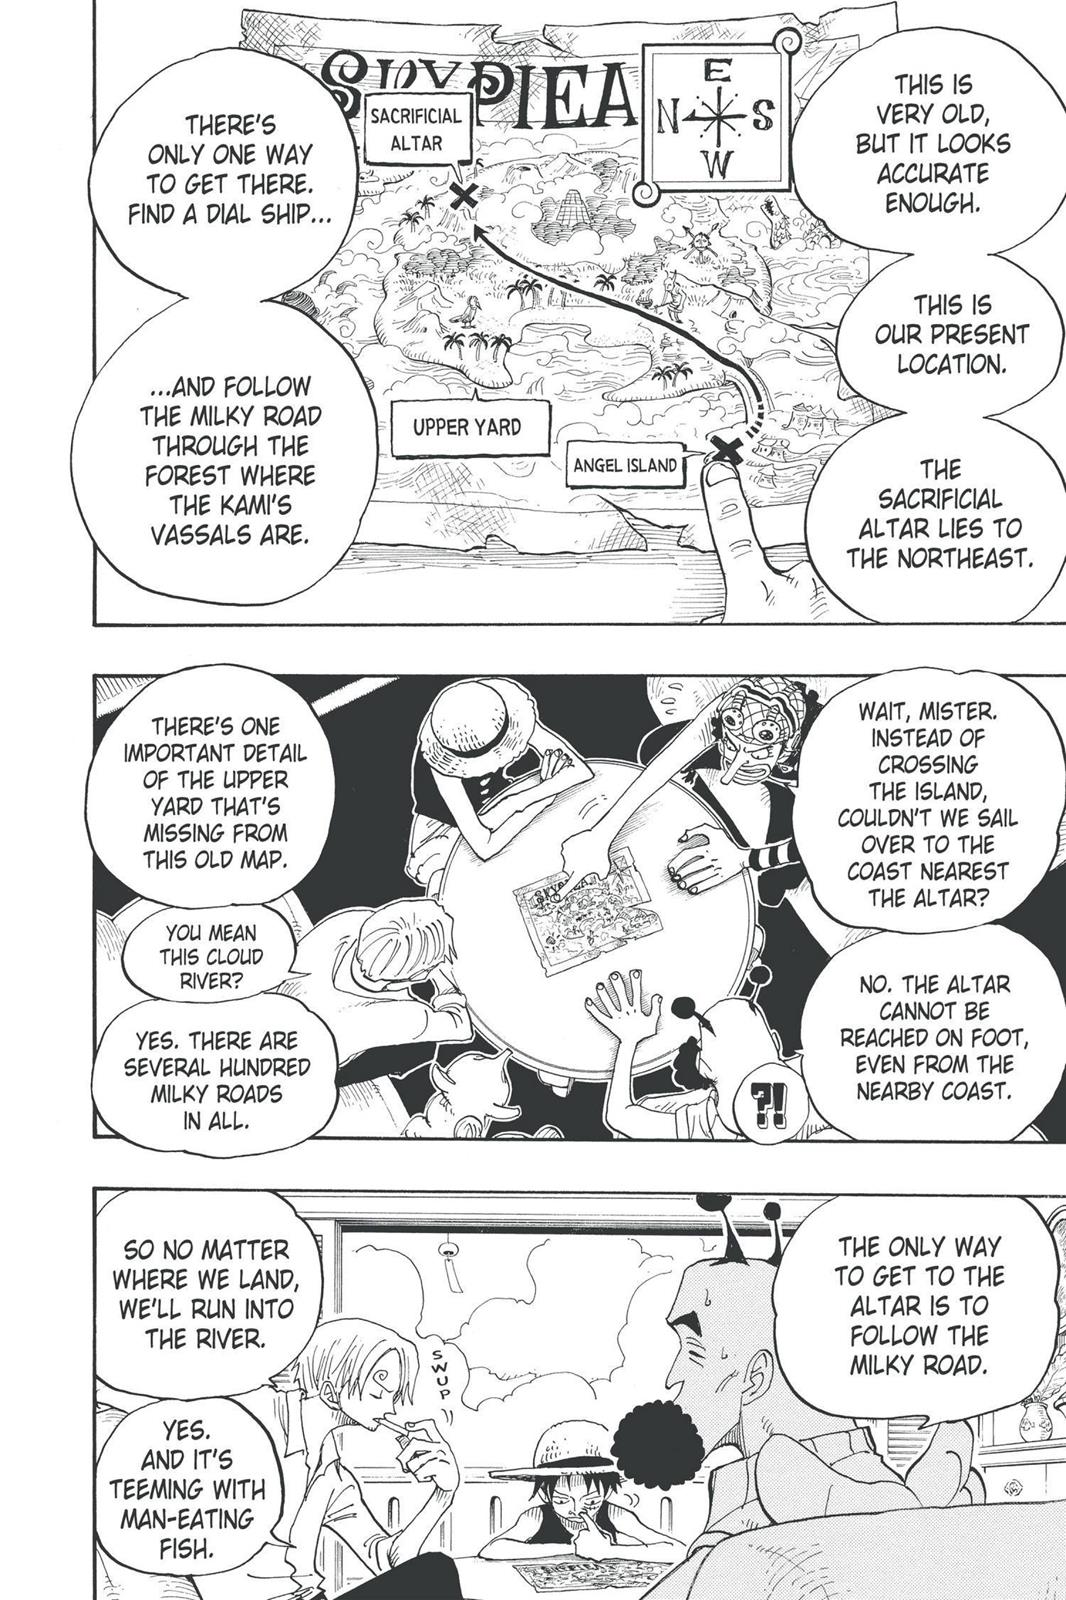 SKYPIEA
E
N
S
W
THIS IS
VERY OLD,
BUT IT LOOKS
ACCURATE
ENOUGH.
THIS IS
OUR PRESENT
LOCATION.
THE
SACRIFICIAL
ALTAR LIES TO
THE NORTHEAST.
SACRIFICIAL
ALTAR
UPPER YARD
ANGEL ISLAND
THERE'S
ONLY ONE WAY
TO GET THERE.
FIND A DIAL SHIP...
...AND FOLLOW
THE MILKY ROAD
THROUGH THE
FOREST WHERE
THE KAMI'S
VASSALS ARE.
WAIT, MISTER.
INSTEAD OF
CROSSING
THE ISLAND,
COULDN'T WE SAIL
OVER TO THE
COAST NEAREST
THE ALTAR?
NO. THE ALTAR
CANNOT BE
REACHED ON FOOT,
EVEN FROM THE
NEARBY COAST.
?!
SKYPIEA
THERE'S ONE
IMPORTANT DETAIL
OF THE UPPER
YARD THAT'S
MISSING FROM
THIS OLD MAP.
YOU MEAN
THIS CLOUD
RIVER?
YES. THERE ARE
SEVERAL HUNDRED
MILKY ROADS
IN ALL.
THE ONLY WAY
TO GET TO THE
ALTAR IS TO
FOLLOW THE
MILKY ROAD.
SO NO MATTER
WHERE WE LAND,
WE'LL RUN INTO
THE RIVER.
SWUP
YES.
AND IT'S
TEEMING WITH
MAN-EATING
FISH.